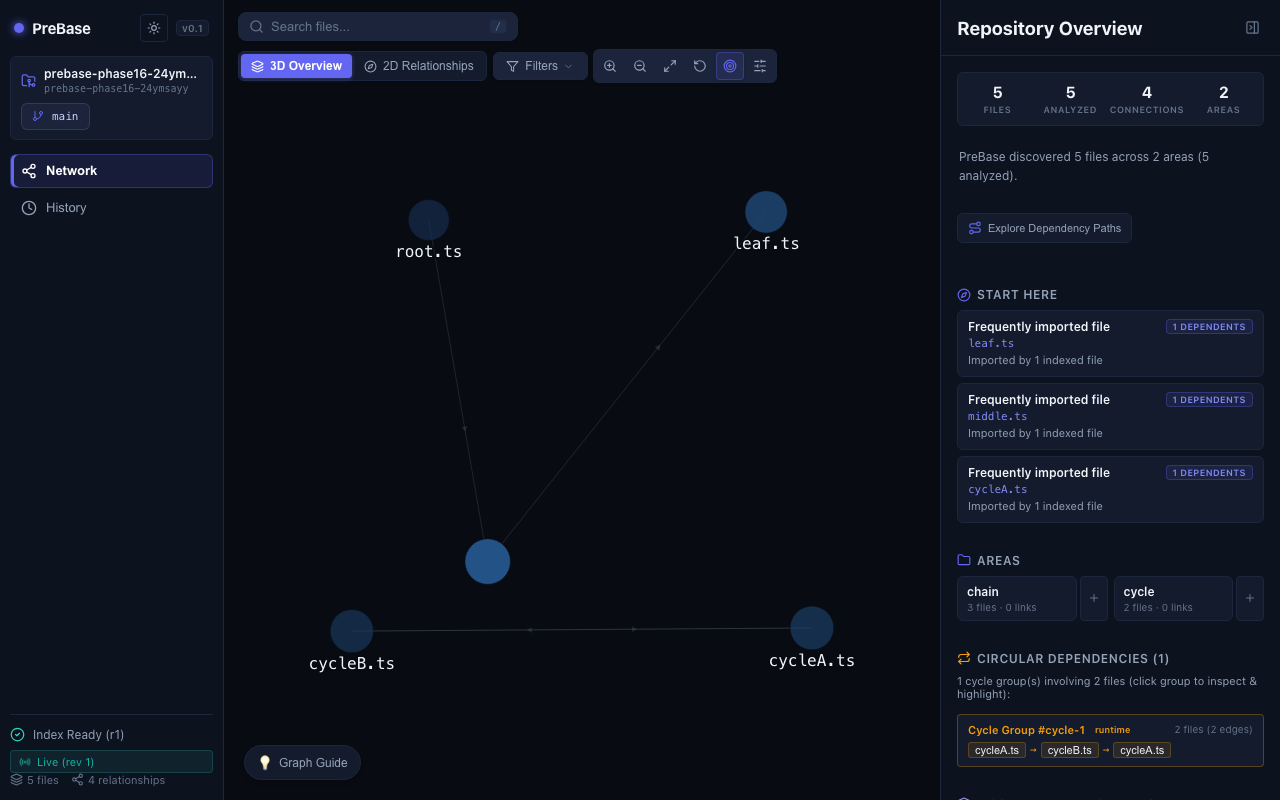 PreBase
v0.1
prebase-phase16-24ym...
prebase-phase16-24ymsayy
main
Network
History
Index Ready (r1)
Live (rev 1)
5 files
4 relationships
Search files...
/
3D Overview
2D Relationships
Filters
root.ts
leaf.ts
cycleB.ts
cycleA.ts
Graph Guide
Repository Overview
5 5 4 2
FILES ANALYZED CONNECTIONS AREAS
PreBase discovered 5 files across 2 areas (5
analyzed).
Explore Dependency Paths
START HERE
Frequently imported file
1 DEPENDENTS
leaf.ts
Imported by 1 indexed file
Frequently imported file
1 DEPENDENTS
middle.ts
Imported by 1 indexed file
Frequently imported file
1 DEPENDENTS
cycleA.ts
Imported by 1 indexed file
AREAS
chain
3 files · 0 links
+
cycle
2 files · 0 links
+
CIRCULAR DEPENDENCIES (1)
1 cycle group(s) involving 2 files (click group to inspect &
highlight):
Cycle Group #cycle-1 runtime 2 files (2 edges)
cycleA.ts → cycleB.ts → cycleA.ts